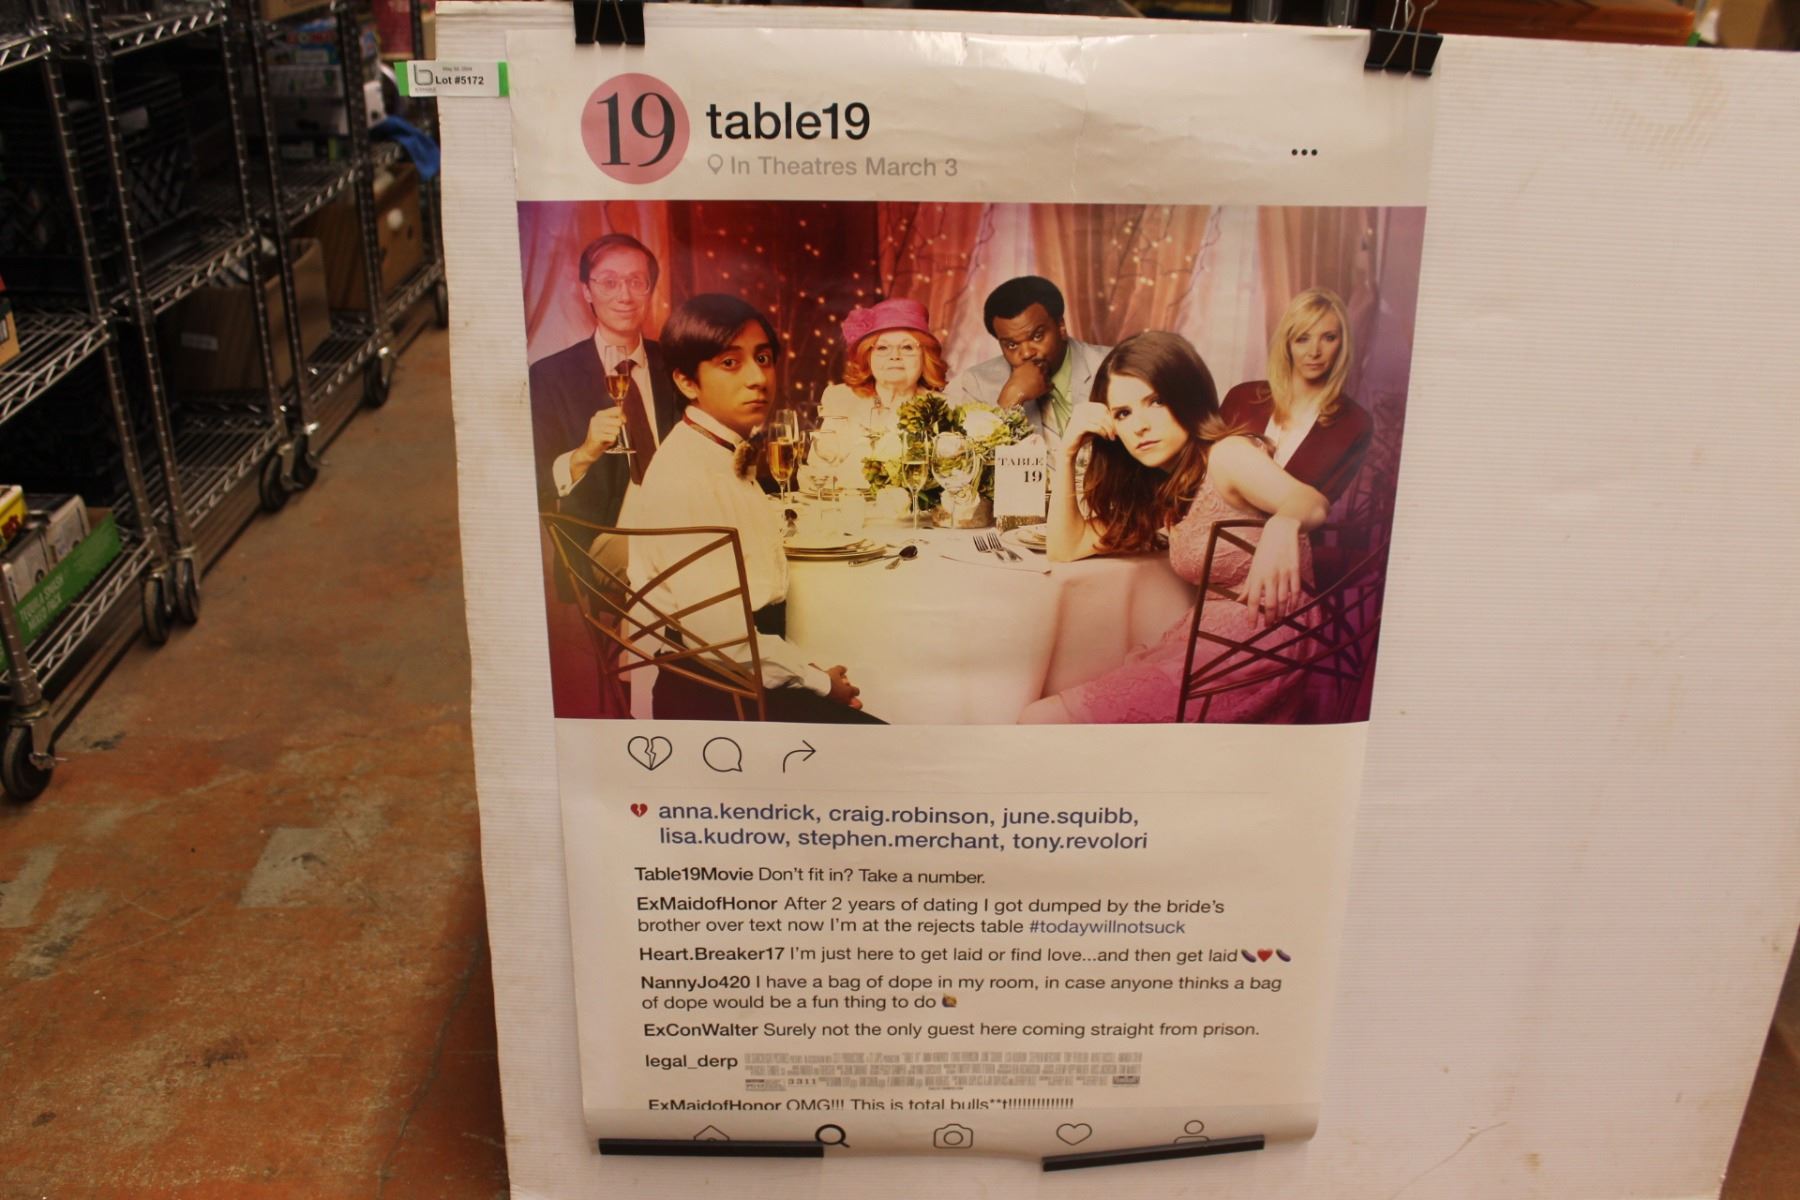 Lot #5172
19 table19
In Theatres March 3
TABLE
19
anna.kendrick, craig.robinson, june.squibb,
lisa.kudrow, stephen.merchant, tony.revolori
Table19Movie Don't fit in? Take a number.
ExMaidofHonor After 2 years of dating I got dumped by the bride's
brother over text now I'm at the rejects table #todaywillnotsuck
Heart.Breaker17 I'm just here to get laid or find love...and then get laid🍆❤️🍆
NannyJo420 I have a bag of dope in my room, in case anyone thinks a bag
of dope would be a fun thing to do
ExConWalter Surely not the only guest here coming straight from prison.
legal_derp
ExMaidofHonor OMG!!! This is total bulls**t!!!!!!!!!!!!!!